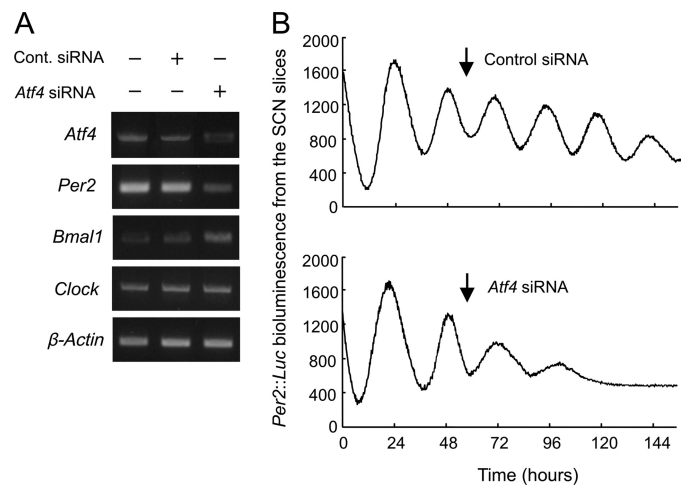 A
Cont. siRNA − + −
Atf4 siRNA − − +
Atf4
Per2
Bmal1
Clock
β-Actin
B
Per2::Luc bioluminescence from the SCN slices
2000
1600
1200
800
400
0
Control siRNA
2000
1600
1200
800
400
0
Atf4 siRNA
0 24 48 72 96 120 144
Time (hours)